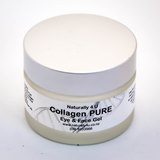 Naturally 4 U
Collagen PURE
Eye & Face Gel